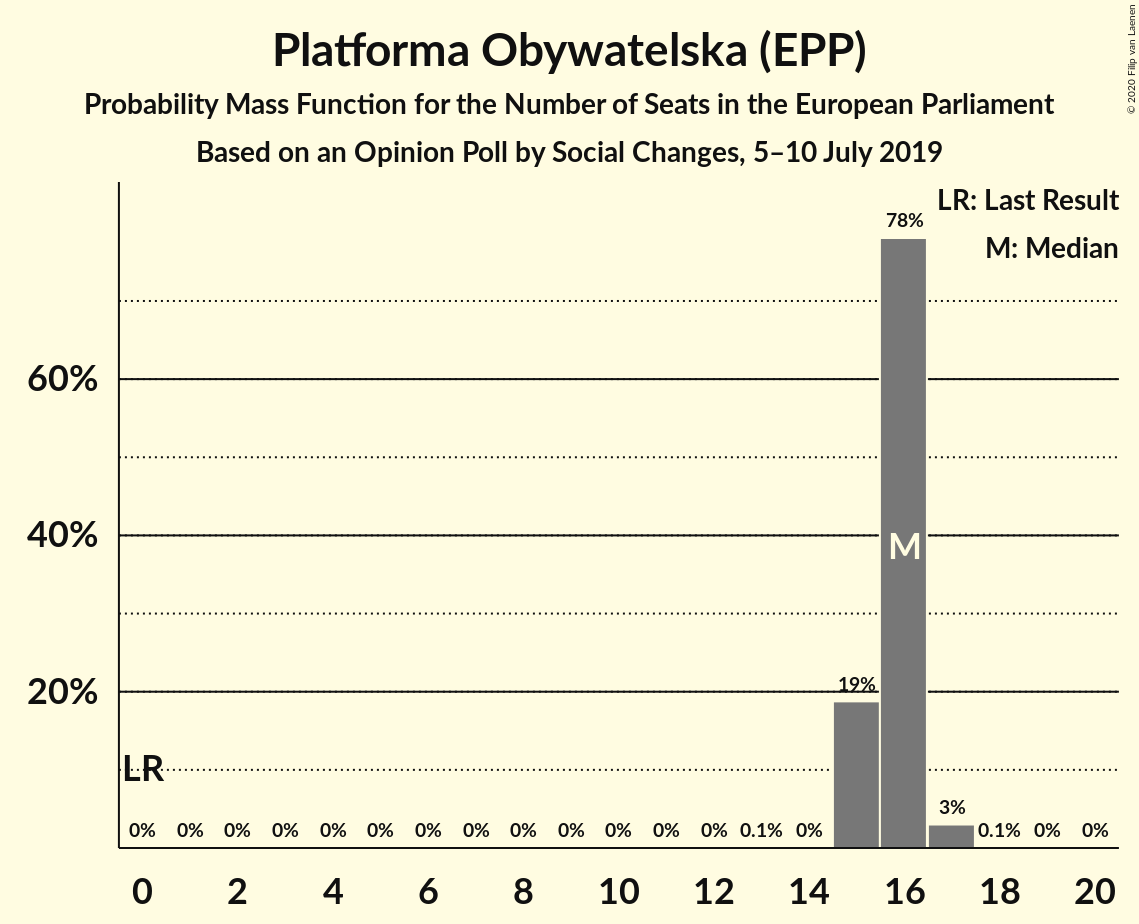 Platforma Obywatelska (EPP)
Probability Mass Function for the Number of Seats in the European Parliament
Based on an Opinion Poll by Social Changes, 5–10 July 2019
© 2020 Filip van Laenen
LR: Last Result
M: Median
78%
60%
40%
M
20%
19%
LR
3%
0% 0% 0% 0% 0% 0% 0% 0% 0% 0% 0% 0% 0% 0.1% 0% 0.1% 0% 0%
0 2 4 6 8 10 12 14 16 18 20